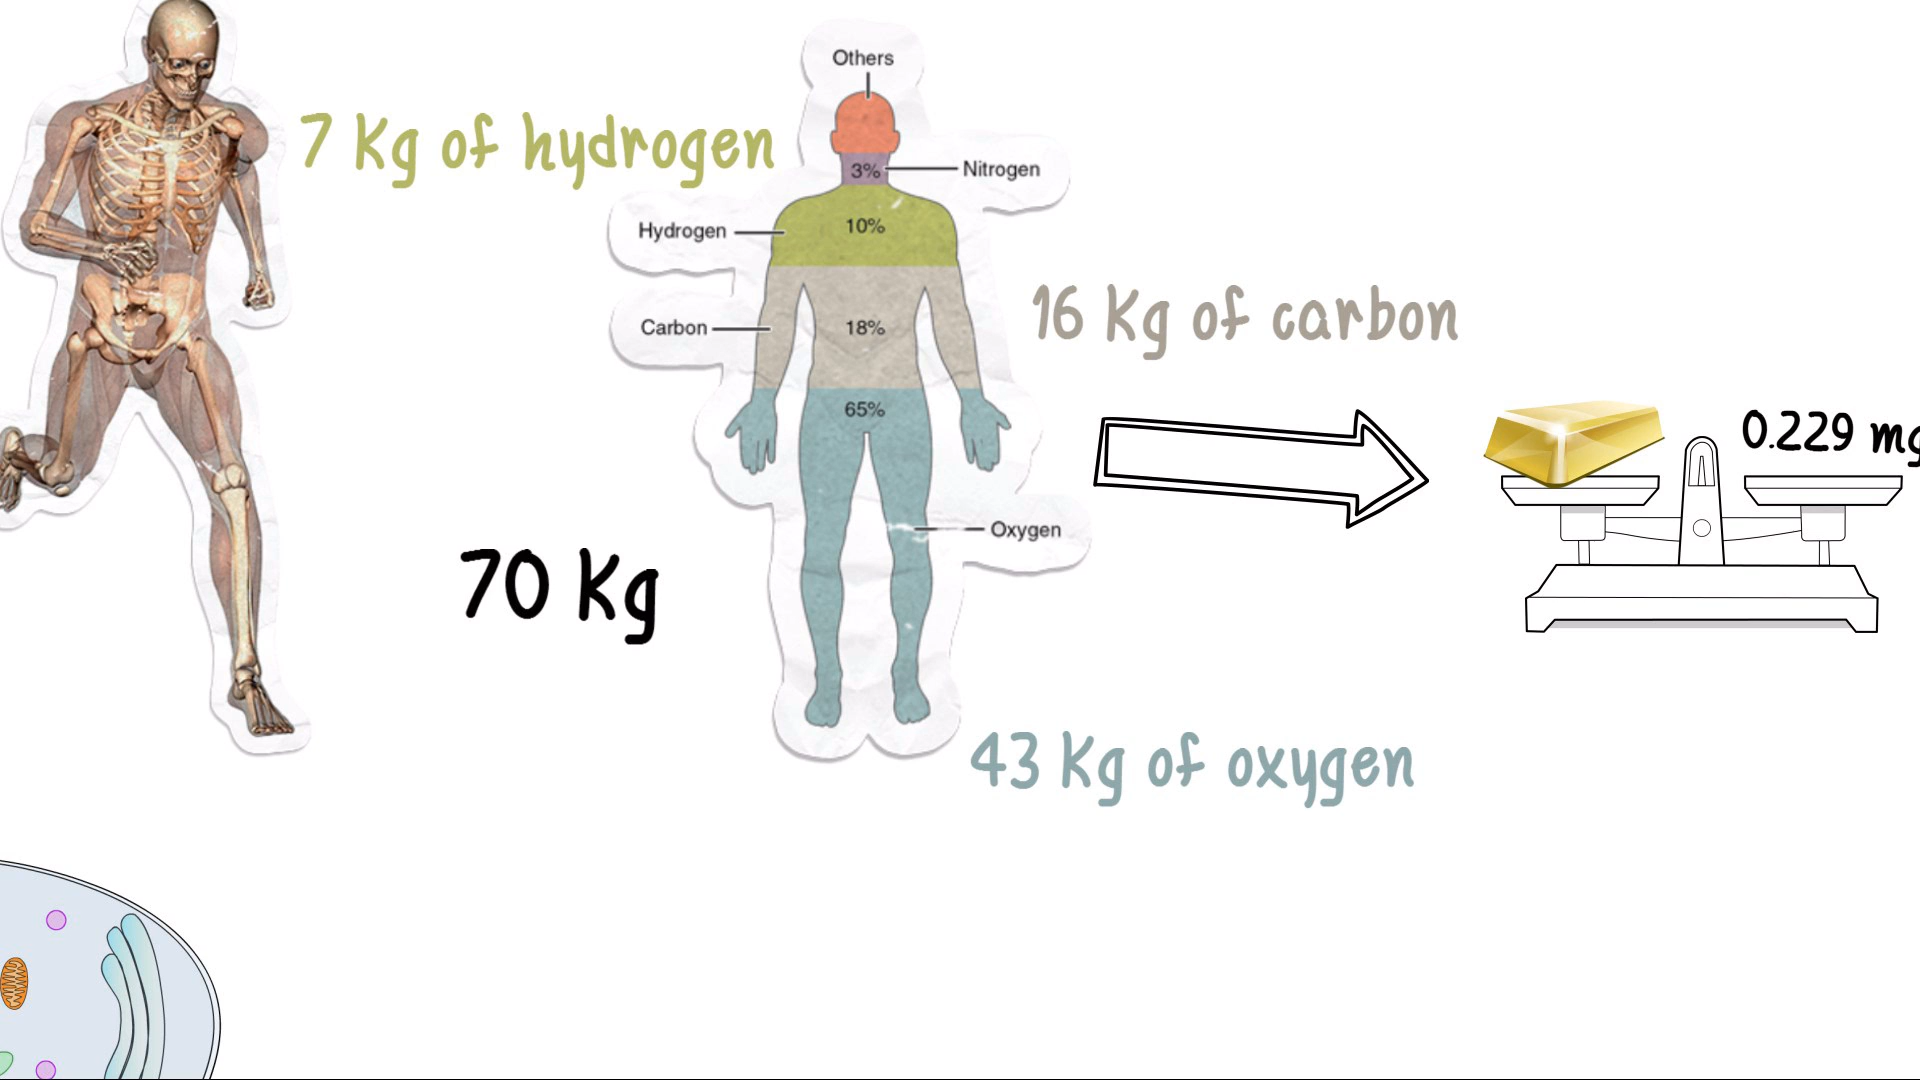 Others
7 Kg of hydrogen
3%
Nitrogen
Hydrogen
10%
16 Kg of carbon
Carbon
18%
65%
0.229 mg
Oxygen
70 Kg
43 Kg of oxygen